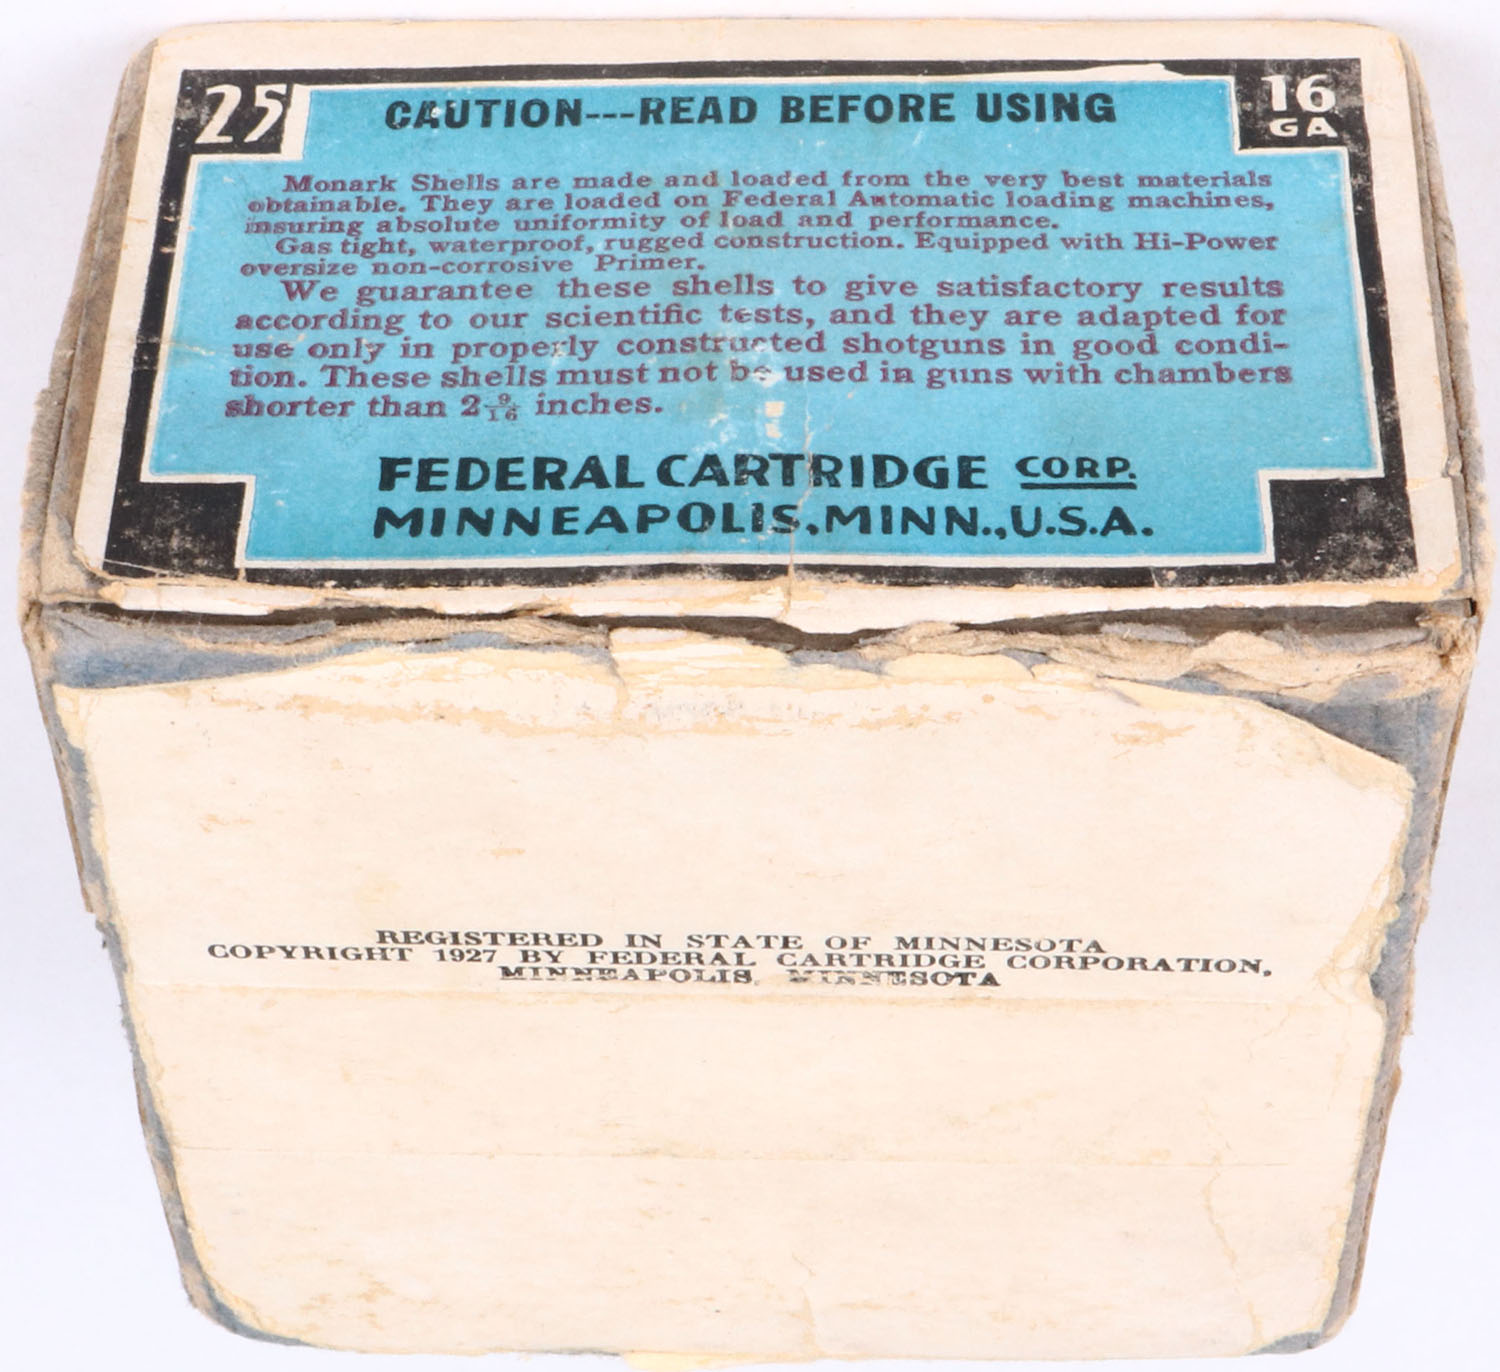 25
CAUTION---READ BEFORE USING
16
GA
Monark Shells are made and loaded from the very best materials
obtainable. They are loaded on Federal Automatic loading machines,
insuring absolute uniformity of load and performance.
Gas tight, waterproof, rugged construction. Equipped with Hi-Power
oversize non-corrosive Primer.
We guarantee these shells to give satisfactory results
according to our scientific tests, and they are adapted for
use only in properly constructed shotguns in good condi-
tion. These shells must not be used in guns with chambers
shorter than 2 9/16 inches.
FEDERAL CARTRIDGE CORP.
MINNEAPOLIS, MINN., U.S.A.
REGISTERED IN STATE OF MINNESOTA
COPYRIGHT 1927 BY FEDERAL CARTRIDGE CORPORATION,
MINNEAPOLIS, MINNESOTA